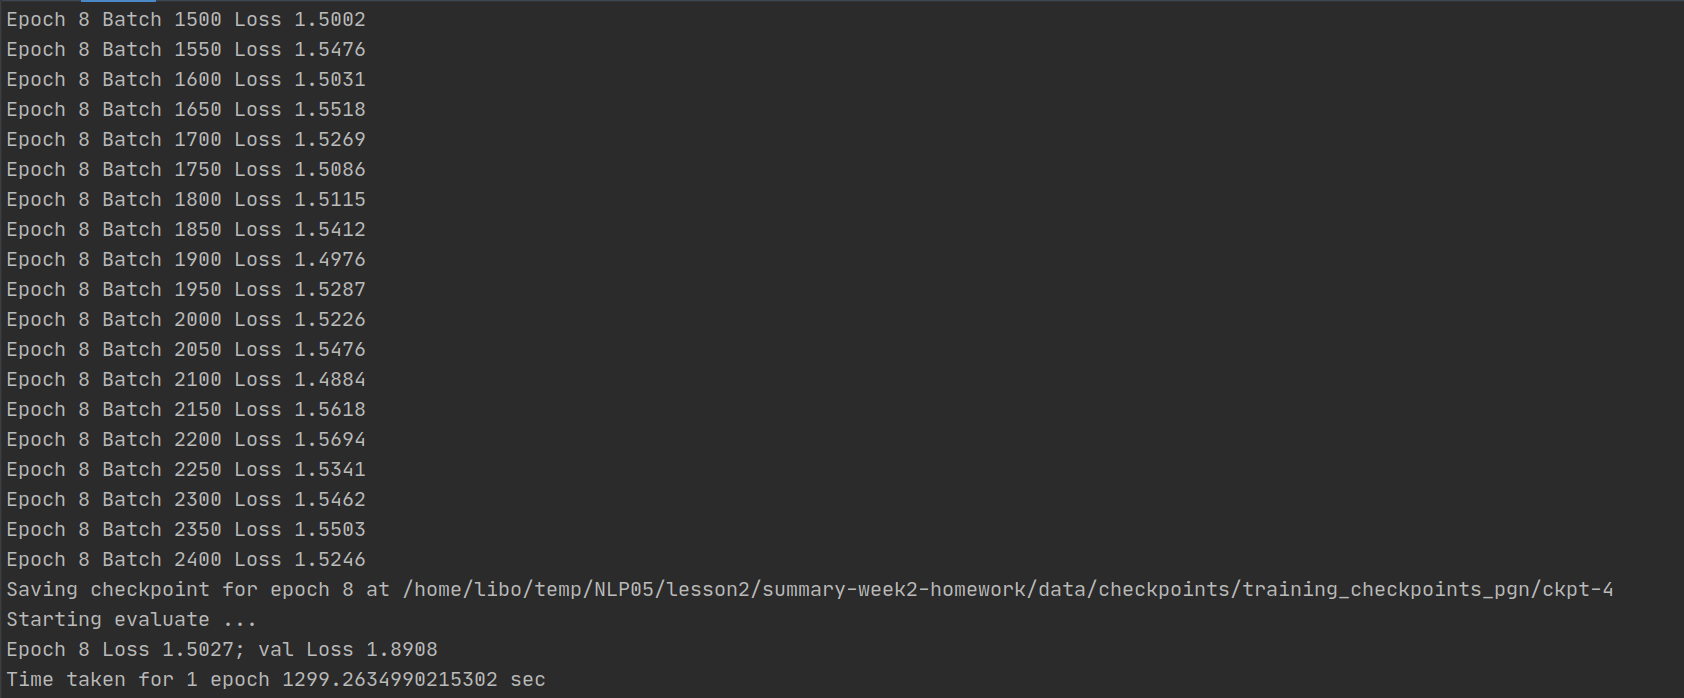 Epoch 8 Batch 1500 Loss 1.5002
Epoch 8 Batch 1550 Loss 1.5476
Epoch 8 Batch 1600 Loss 1.5031
Epoch 8 Batch 1650 Loss 1.5518
Epoch 8 Batch 1700 Loss 1.5269
Epoch 8 Batch 1750 Loss 1.5086
Epoch 8 Batch 1800 Loss 1.5115
Epoch 8 Batch 1850 Loss 1.5412
Epoch 8 Batch 1900 Loss 1.4976
Epoch 8 Batch 1950 Loss 1.5287
Epoch 8 Batch 2000 Loss 1.5226
Epoch 8 Batch 2050 Loss 1.5476
Epoch 8 Batch 2100 Loss 1.4884
Epoch 8 Batch 2150 Loss 1.5618
Epoch 8 Batch 2200 Loss 1.5694
Epoch 8 Batch 2250 Loss 1.5341
Epoch 8 Batch 2300 Loss 1.5462
Epoch 8 Batch 2350 Loss 1.5503
Epoch 8 Batch 2400 Loss 1.5246
Saving checkpoint for epoch 8 at /home/libo/temp/NLP05/lesson2/summary-week2-homework/data/checkpoints/training_checkpoints_pgn/ckpt-4
Starting evaluate ...
Epoch 8 Loss 1.5027; val Loss 1.8908
Time taken for 1 epoch 1299.2634990215302 sec